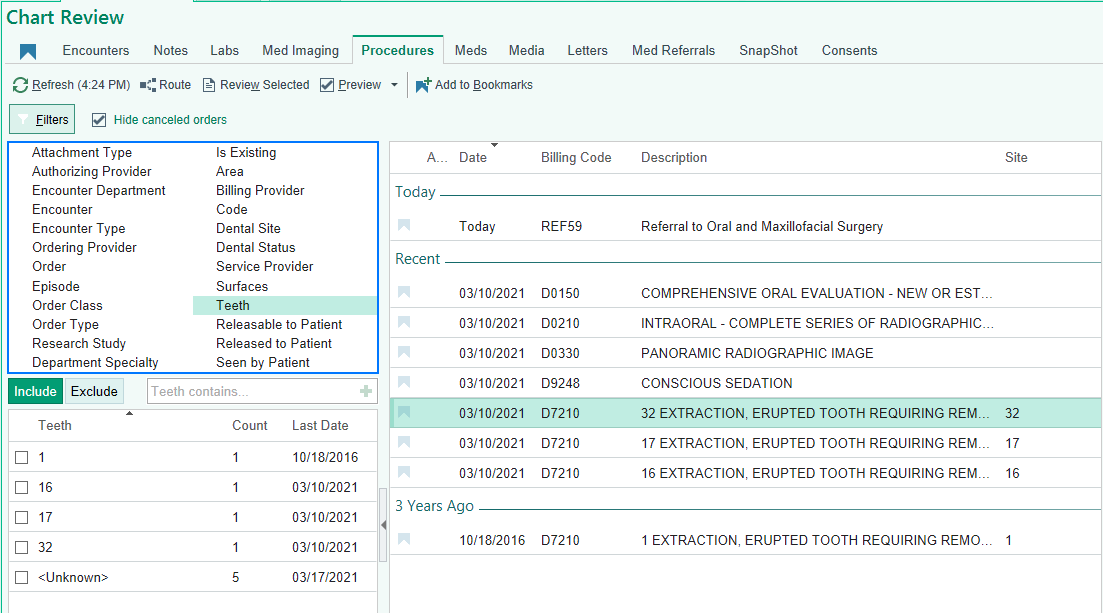 Chart Review
Encounters Notes Labs Med Imaging Procedures Meds Media Letters Med Referrals SnapShot Consents
Refresh (4:24 PM) Route Review Selected Preview Add to Bookmarks
Filters Hide canceled orders
Attachment Type Is Existing
Authorizing Provider Area
Encounter Department Billing Provider
Encounter Code
Encounter Type Dental Site
Ordering Provider Dental Status
Order Service Provider
Episode Surfaces
Order Class Teeth
Order Type Releasable to Patient
Research Study Released to Patient
Department Specialty Seen by Patient
Include Exclude Teeth contains...
Teeth Count Last Date
1 1 10/18/2016
16 1 03/10/2021
17 1 03/10/2021
32 1 03/10/2021
<Unknown> 5 03/17/2021
A... Date Billing Code Description Site
Today
Today REF59 Referral to Oral and Maxillofacial Surgery
Recent
03/10/2021 D0150 COMPREHENSIVE ORAL EVALUATION - NEW OR EST...
03/10/2021 D0210 INTRAORAL - COMPLETE SERIES OF RADIOGRAPHIC...
03/10/2021 D0330 PANORAMIC RADIOGRAPHIC IMAGE
03/10/2021 D9248 CONSCIOUS SEDATION
03/10/2021 D7210 32 EXTRACTION, ERUPTED TOOTH REQUIRING REM... 32
03/10/2021 D7210 17 EXTRACTION, ERUPTED TOOTH REQUIRING REM... 17
03/10/2021 D7210 16 EXTRACTION, ERUPTED TOOTH REQUIRING REM... 16
3 Years Ago
10/18/2016 D7210 1 EXTRACTION, ERUPTED TOOTH REQUIRING REMO... 1